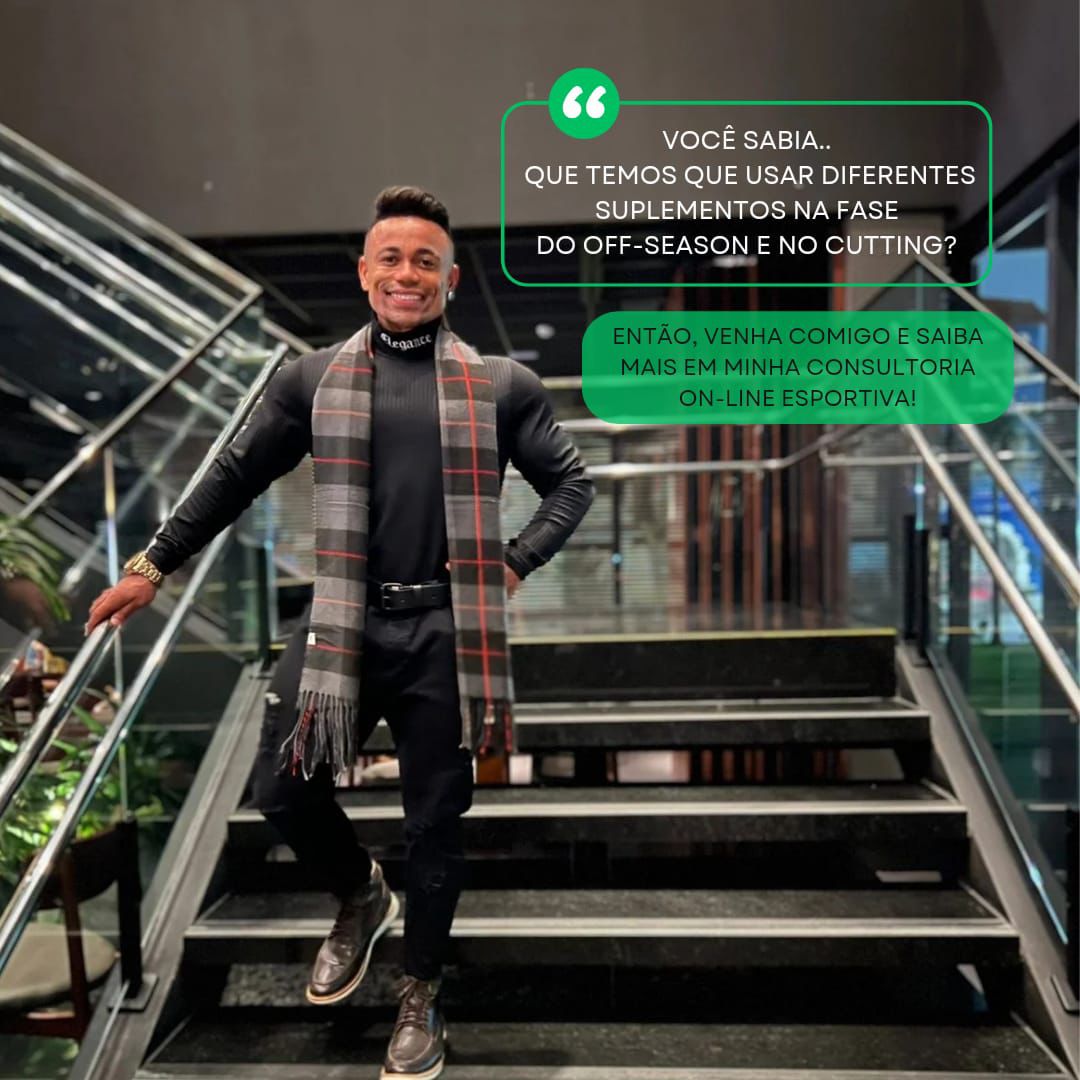 VOCÊ SABIA..
QUE TEMOS QUE USAR DIFERENTES
SUPLEMENTOS NA FASE
DO OFF-SEASON E NO CUTTING?
ENTÃO, VENHA COMIGO E SAIBA
MAIS EM MINHA CONSULTORIA
ON-LINE ESPORTIVA!
Elegance